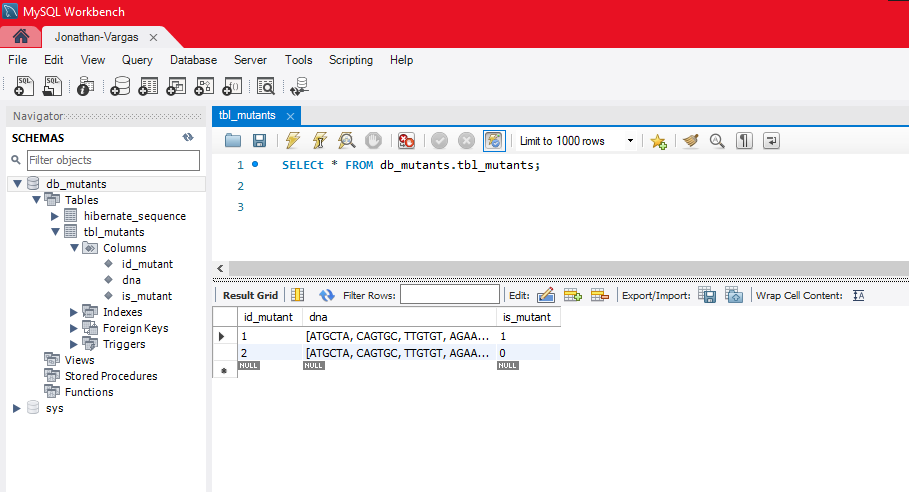 MySQL Workbench
Jonathan-Vargas
File Edit View Query Database Server Tools Scripting Help
SQL SQL
Navigator
SCHEMAS
Filter objects
db_mutants
Tables
hibernate_sequence
tbl_mutants
Columns
id_mutant
dna
is_mutant
Indexes
Foreign Keys
Triggers
Views
Stored Procedures
Functions
sys
tbl_mutants
Limit to 1000 rows
1 SELECT * FROM db_mutants.tbl_mutants;
2
3
Result Grid Filter Rows: Edit: Export/Import: Wrap Cell Content:
id_mutant dna is_mutant
1 [ATGCTA, CAGTGC, TTGTGT, AGAA... 1
2 [ATGCTA, CAGTGC, TTGTGT, AGAA... 0
NULL NULL NULL